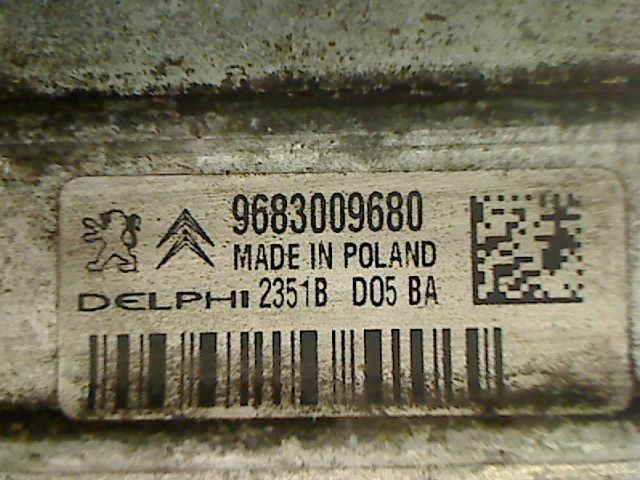 9683009680
MADE IN POLAND
DELPHI 2351B D05 BA